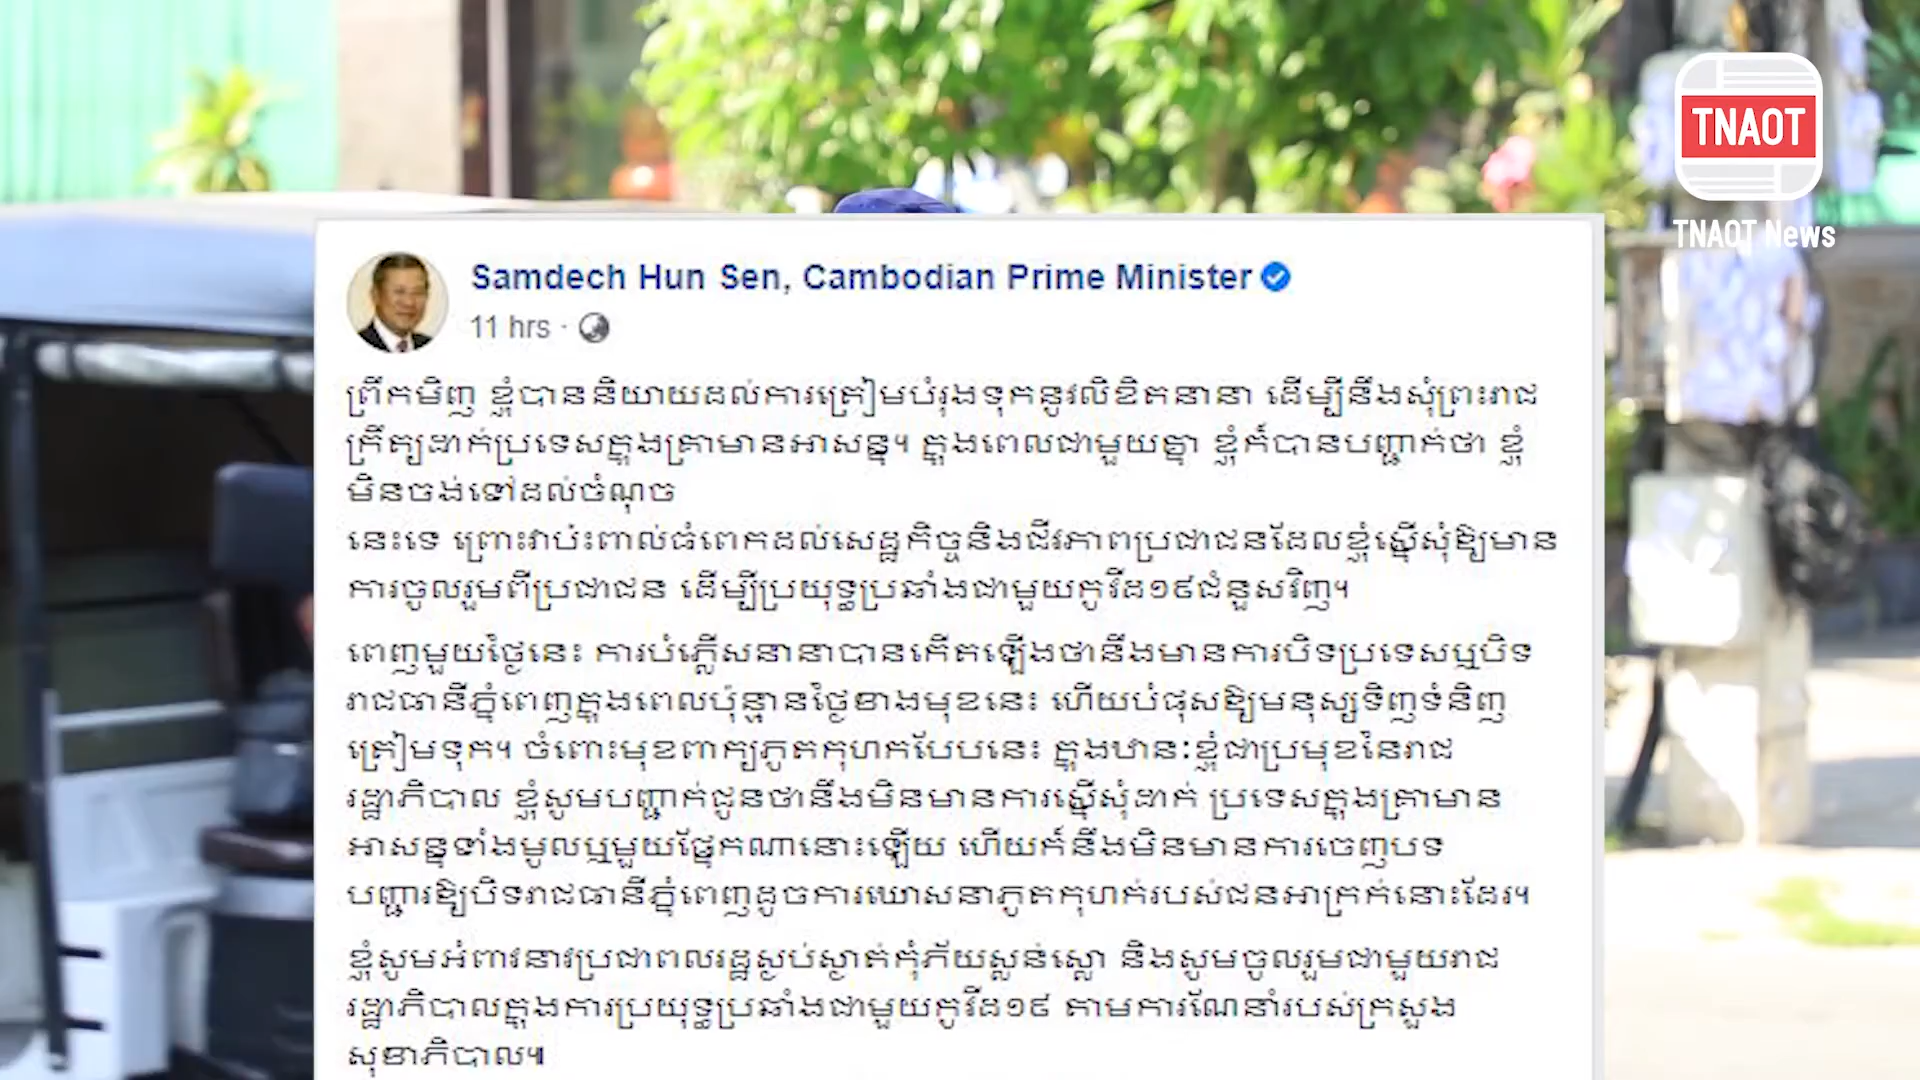 TNAOT
TNAOT News
Samdech Hun Sen, Cambodian Prime Minister
11 hrs ·
ព្រឹកមិញ ខ្ញុំបាននិយាយដល់ការត្រៀមបំរុងទុកនូវលិខិតនានា ដើម្បីនឹងសុំព្រះរាជ
ក្រឹត្យដាក់ប្រទេសក្នុងគ្រាមានអាសន្ន។ ក្នុងពេលជាមួយគ្នា ខ្ញុំក៏បានបញ្ជាក់ថា ខ្ញុំ
មិនចង់ទៅដល់ចំណុច
នេះទេ ព្រោះវាប៉ះពាល់ធំពេកដល់សេដ្ឋកិច្ចនិងជីវភាពប្រជាជនដែលខ្ញុំស្នើសុំឱ្យមាន
ការចូលរួមពីប្រជាជន ដើម្បីប្រយុទ្ធប្រឆាំងជាមួយកូវីដ១៩ជំនួសវិញ។
ពេញមួយថ្ងៃនេះ ការបំភ្លើសនានាបានកើតឡើងថានឹងមានការបិទប្រទេសឬបិទ
រាជធានីភ្នំពេញក្នុងពេលប៉ុន្មានថ្ងៃខាងមុខនេះ ហើយបំផុសឱ្យមនុស្សទិញទំនិញ
ត្រៀមទុក។ ចំពោះមុខពាក្យភូតកុហកបែបនេះ ក្នុងឋានៈខ្ញុំជាប្រមុខនៃរាជ
រដ្ឋាភិបាល ខ្ញុំសូមបញ្ជាក់ជូនថានឹងមិនមានការស្នើសុំដាក់ ប្រទេសក្នុងគ្រាមាន
អាសន្នទាំងមូលឬមួយផ្នែកណានោះឡើយ ហើយក៏នឹងមិនមានការចេញបទ
បញ្ជារឱ្យបិទរាជធានីភ្នំពេញដូចការឃោសនាភូតកុហក់របស់ជនអាក្រក់នោះដែរ។
ខ្ញុំសូមអំពាវនាវប្រជាពលរដ្ឋស្ងប់ស្ងាត់កុំភ័យស្លន់ស្លោ និងសូមចូលរួមជាមួយរាជ
រដ្ឋាភិបាលក្នុងការប្រយុទ្ធប្រឆាំងជាមួយកូវីដ១៩ តាមការណែនាំរបស់ក្រសួង
សុខាភិបាល៕